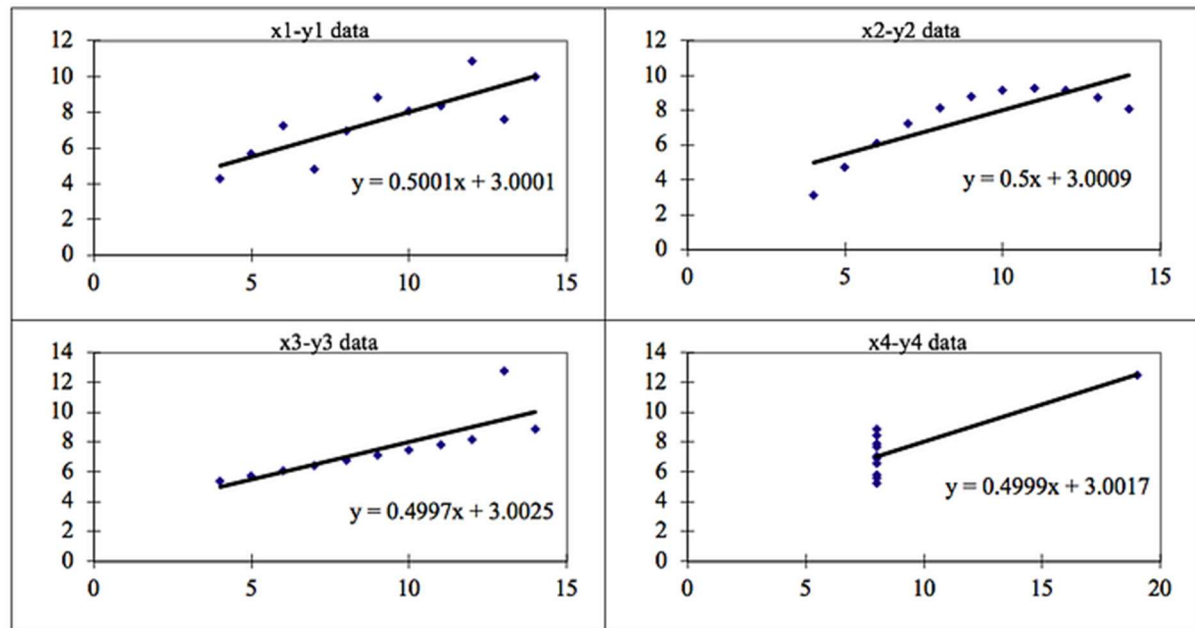 x1-y1 data
12
10
8
6
4
2
0
y = 0.5001x + 3.0001
0 5 10 15
x2-y2 data
12
10
8
6
4
2
0
y = 0.5x + 3.0009
0 5 10 15
x3-y3 data
14
12
10
8
6
4
2
0
y = 0.4997x + 3.0025
0 5 10 15
x4-y4 data
14
12
10
8
6
4
2
0
y = 0.4999x + 3.0017
0 5 10 15 20